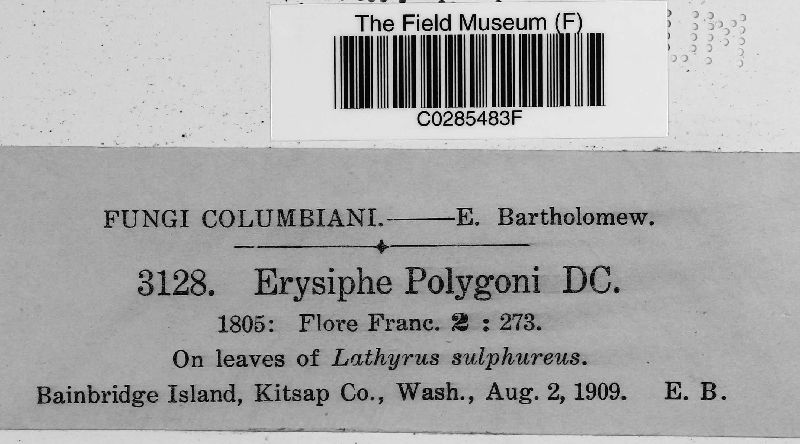 The Field Museum (F)
C0285483F
FUNGI COLUMBIANI.——E. Bartholomew.
3128. Erysiphe Polygoni DC.
1805: Flore Franc. 2 : 273.
On leaves of Lathyrus sulphureus.
Bainbridge Island, Kitsap Co., Wash., Aug. 2, 1909. E. B.